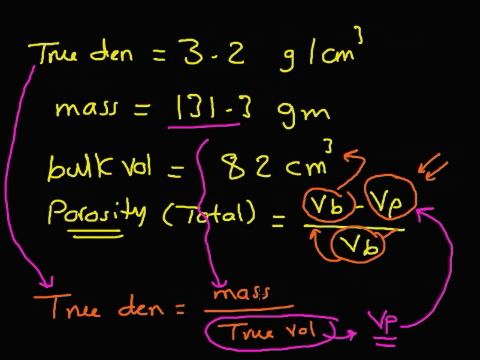 True den = 3.2 g/cm³
mass = 131.3 gm
bulk vol = 82 cm³
Porosity (Total) = Vb - Vp / Vb
True den = mass / True vol → Vp